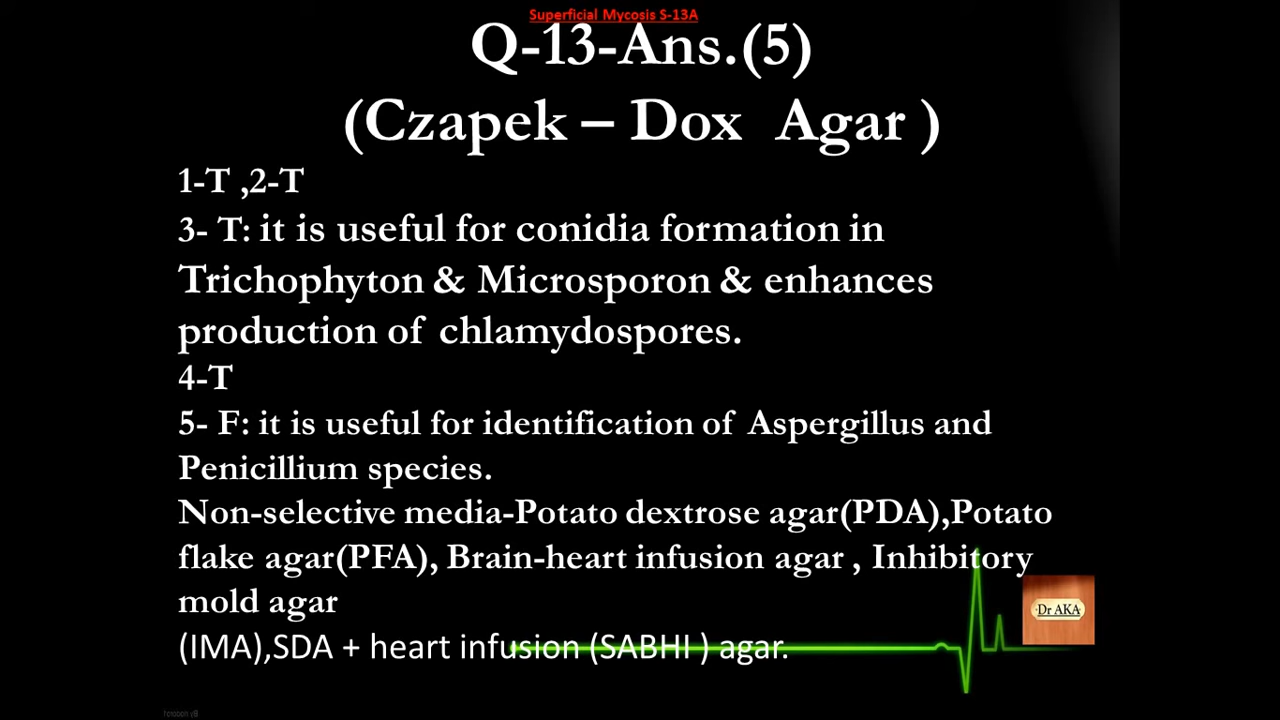 Superficial Mycosis S-13A
Q-13-Ans.(5)
(Czapek – Dox Agar )
1-T ,2-T
3- T: it is useful for conidia formation in
Trichophyton & Microsporon & enhances
production of chlamydospores.
4-T
5- F: it is useful for identification of Aspergillus and
Penicillium species.
Non-selective media-Potato dextrose agar(PDA),Potato
flake agar(PFA), Brain-heart infusion agar , Inhibitory
mold agar
(IMA),SDA + heart infusion (SABHI ) agar.
Dr AKA